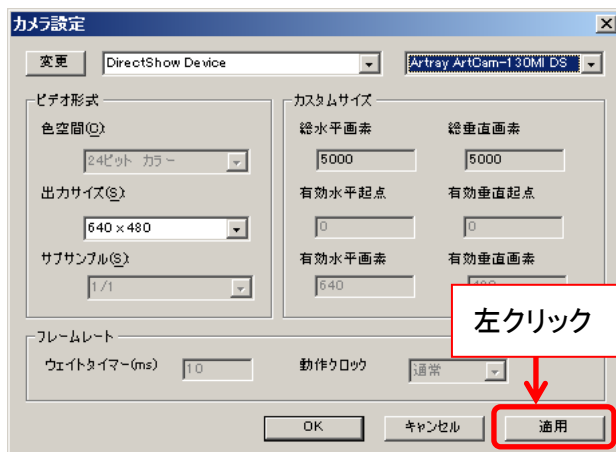 カメラ設定
変更 DirectShow Device Artray ArtCam-130MI DS
ビデオ形式
色空間(C):
24ビット カラー
出力サイズ(S):
640 x 480
サブサンプル(S):
1/1
カスタムサイズ
総水平画素 総垂直画素
5000 5000
有効水平起点 有効垂直起点
0 0
有効水平画素 有効垂直画素
640
左クリック
フレームレート
ウェイトタイマー(ms) 10 動作クロック 通常
OK キャンセル 適用